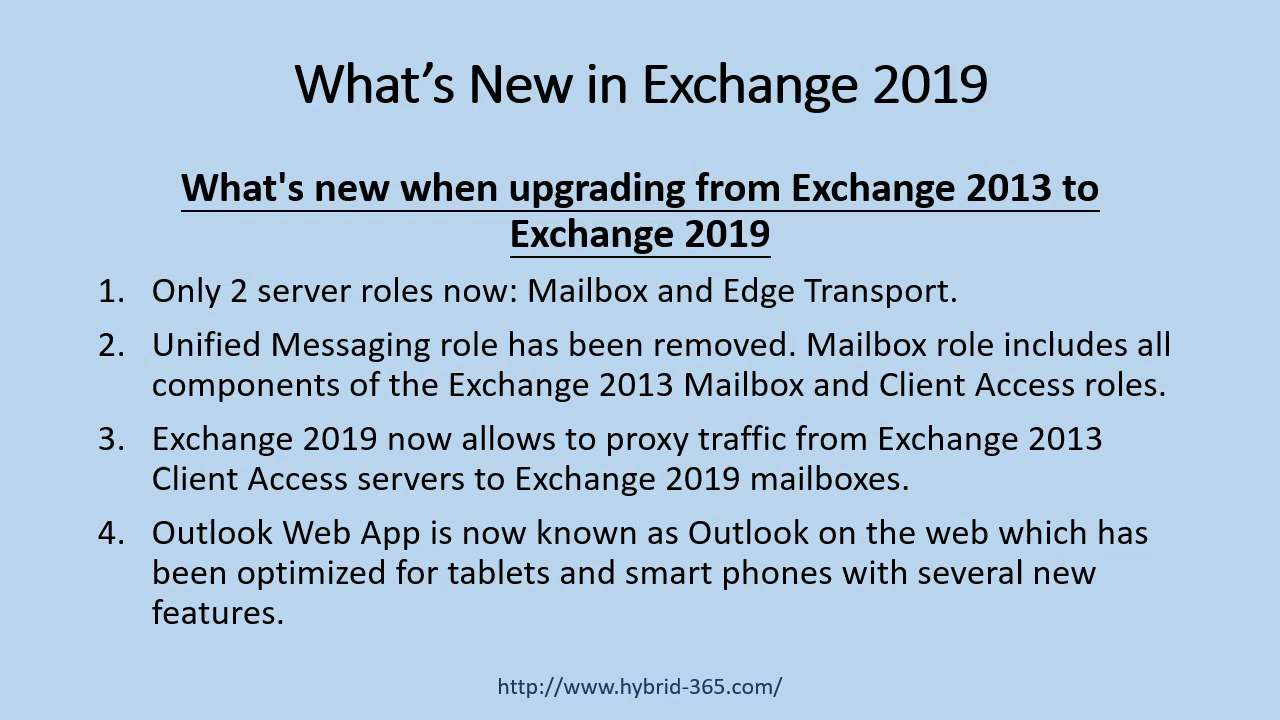 What’s New in Exchange 2019
What's new when upgrading from Exchange 2013 to
Exchange 2019
1. Only 2 server roles now: Mailbox and Edge Transport.
2. Unified Messaging role has been removed. Mailbox role includes all
components of the Exchange 2013 Mailbox and Client Access roles.
3. Exchange 2019 now allows to proxy traffic from Exchange 2013
Client Access servers to Exchange 2019 mailboxes.
4. Outlook Web App is now known as Outlook on the web which has
been optimized for tablets and smart phones with several new
features.
http://www.hybrid-365.com/